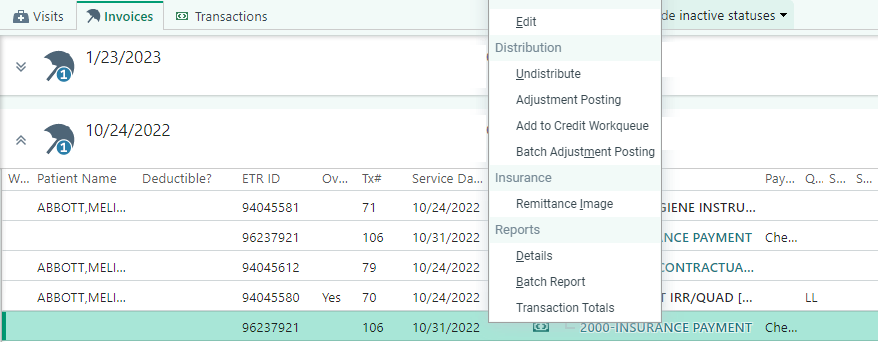 Visits Invoices Transactions de inactive statuses
Edit
Distribution
1/23/2023
Undistribute
Adjustment Posting
10/24/2022
1
1
Add to Credit Workqueue
Batch Adjustment Posting
W... Patient Name Deductible? ETR ID Ov... Tx# Service Da... Insurance Pay... Q... S... S...
ABBOTT,MELI... 94045581 71 10/24/2022 Remittance Image GIENE INSTRU...
Reports
96237921 106 10/31/2022 ANCE PAYMENT Che...
Details
ABBOTT,MELI... 94045612 79 10/24/2022 CONTRACTUA...
Batch Report
ABBOTT,MELI... 94045580 Yes 70 10/24/2022 T IRR/QUAD [... LL
Transaction Totals
96237921 106 10/31/2022 2000-INSURANCE PAYMENT Che...